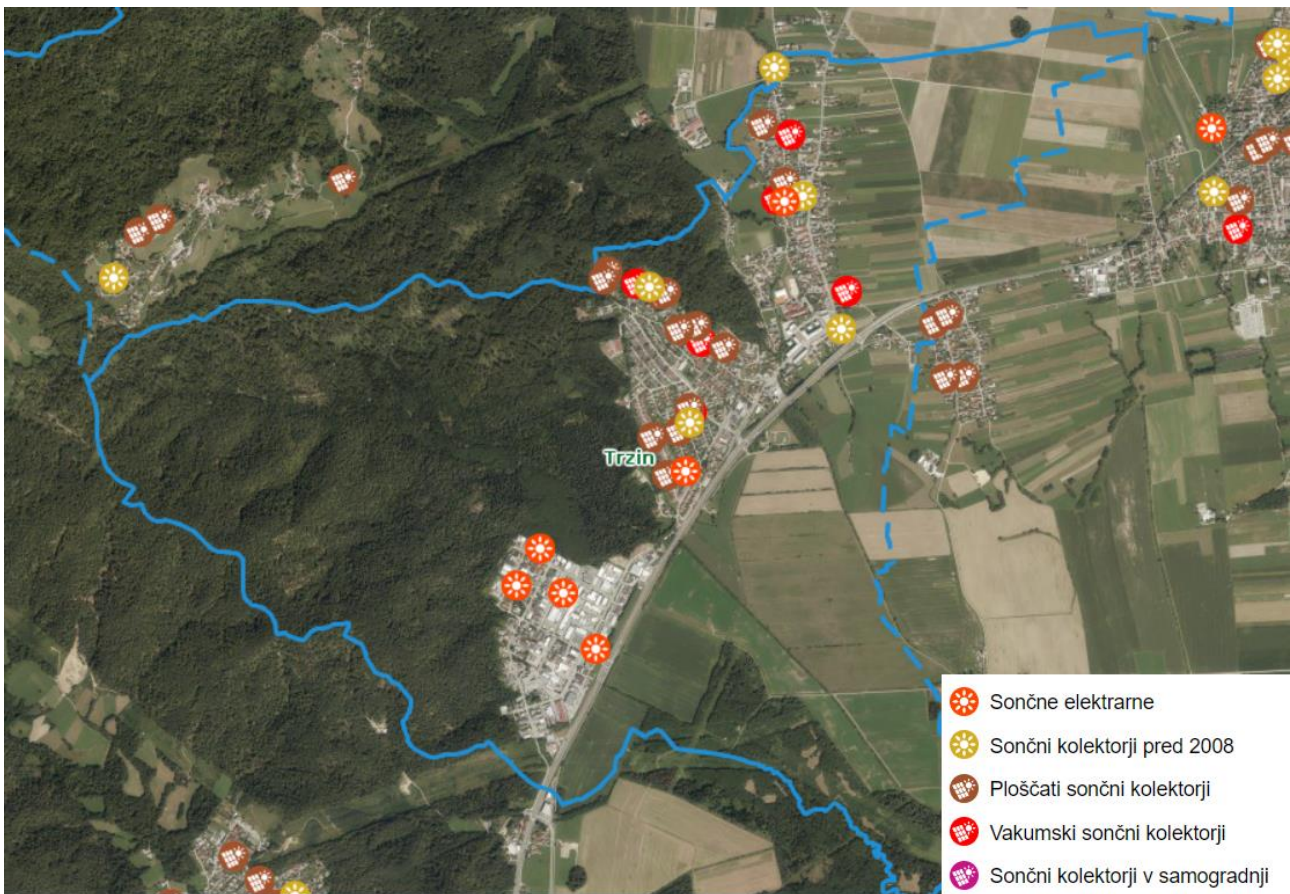 Trzin
Sončne elektrarne
Sončni kolektorji pred 2008
Ploščati sončni kolektorji
Vakumski sončni kolektorji
Sončni kolektorji v samogradnji